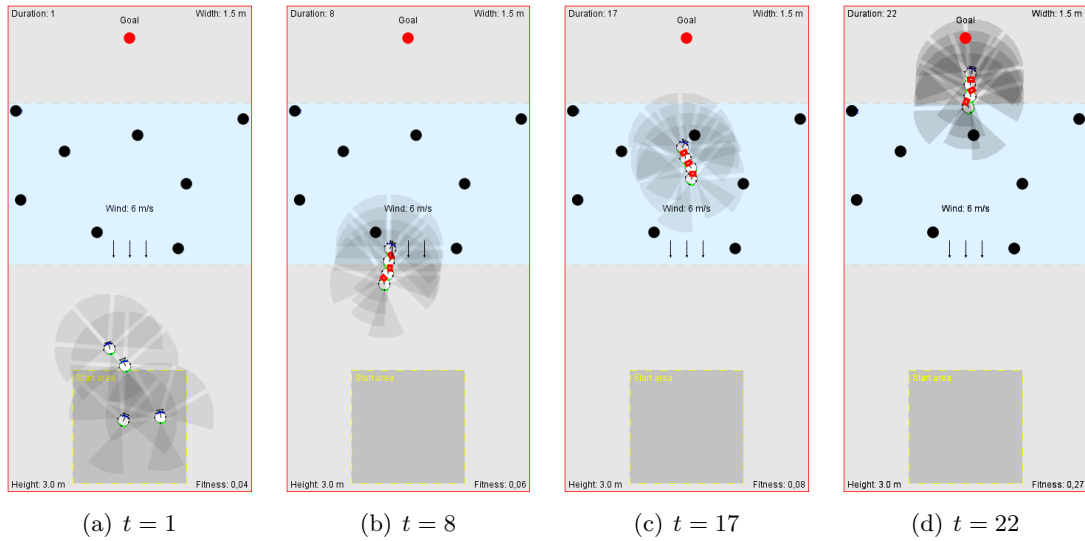 Duration: 1 Width: 1.5 m
Goal
Wind: 6 m/s
Start area
Height: 3.0 m Fitness: 0,04
(a) t = 1
Duration: 8 Width: 1.5 m
Goal
Wind: 6 m/s
Start area
Height: 3.0 m Fitness: 0,06
(b) t = 8
Duration: 17 Width: 1.5 m
Goal
Wind: 6 m/s
Start area
Height: 3.0 m Fitness: 0,08
(c) t = 17
Duration: 22 Width: 1.5 m
Goal
Wind: 6 m/s
Start area
Height: 3.0 m Fitness: 0,27
(d) t = 22